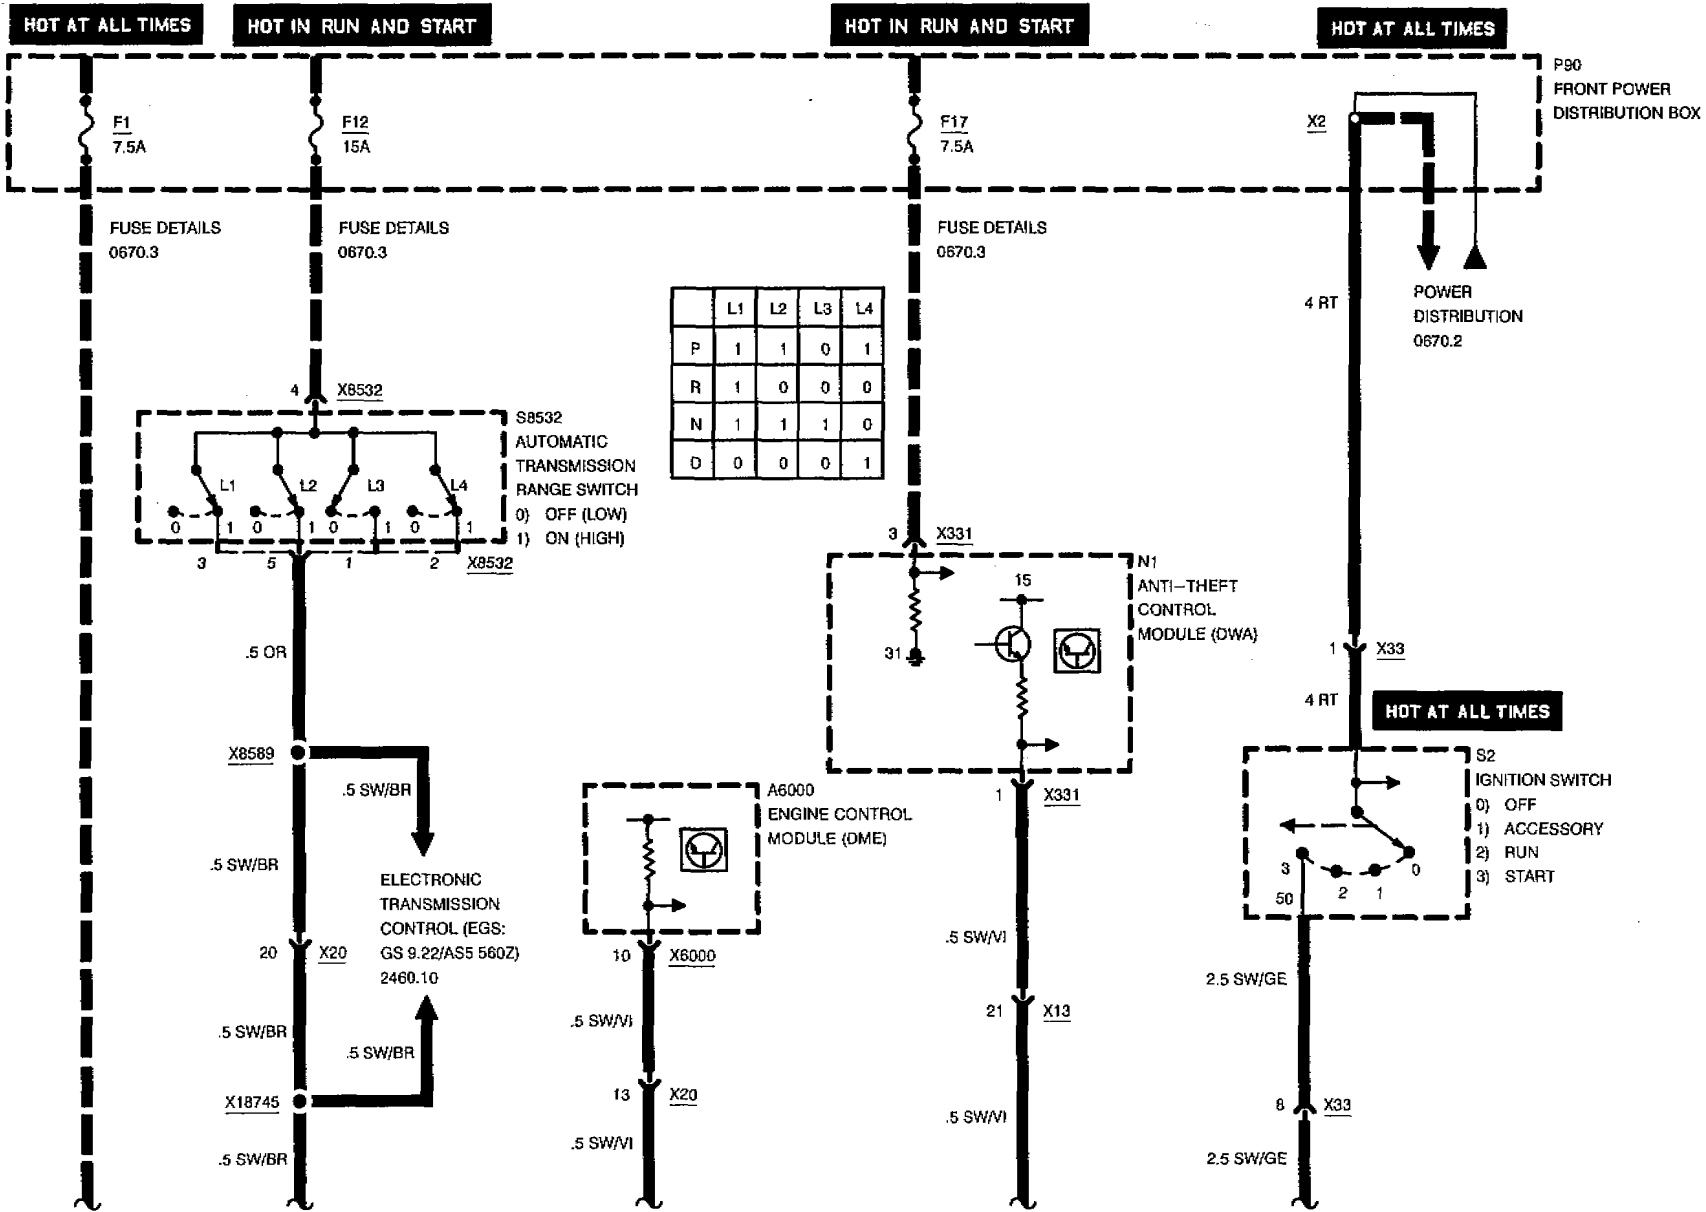 HOT AT ALL TIMES
HOT IN RUN AND START
HOT IN RUN AND START
HOT AT ALL TIMES
P90
FRONT POWER
DISTRIBUTION BOX
F1
7.5A
F12
15A
F17
7.5A
X2
FUSE DETAILS
0670.3
FUSE DETAILS
0670.3
FUSE DETAILS
0670.3
4 RT
POWER
DISTRIBUTION
0670.2
L1 L2 L3 L4
P 1 1 0 1
R 1 0 0 0
N 1 1 1 0
D 0 0 0 1
4 X8532
S8532
AUTOMATIC
TRANSMISSION
RANGE SWITCH
0) OFF (LOW)
1) ON (HIGH)
L1 L2 L3 L4
0 1 0 1 0 1 0 1
3 5 1 2 X8532
3 X331
N1
ANTI-THEFT
CONTROL
MODULE (DWA)
15
31
1 X33
4 RT
HOT AT ALL TIMES
S2
IGNITION SWITCH
0) OFF
1) ACCESSORY
2) RUN
3) START
3 2 1 0
50
.5 OR
X8589
.5 SW/BR
.5 SW/BR
ELECTRONIC
TRANSMISSION
CONTROL (EGS:
GS 9.22/AS5 560Z)
2460.10
20 X20
.5 SW/BR
.5 SW/BR
X18745
.5 SW/BR
A6000
ENGINE CONTROL
MODULE (DME)
10 X6000
.5 SW/VI
13 X20
.5 SW/VI
1 X331
.5 SW/VI
21 X13
.5 SW/VI
2.5 SW/GE
8 X33
2.5 SW/GE